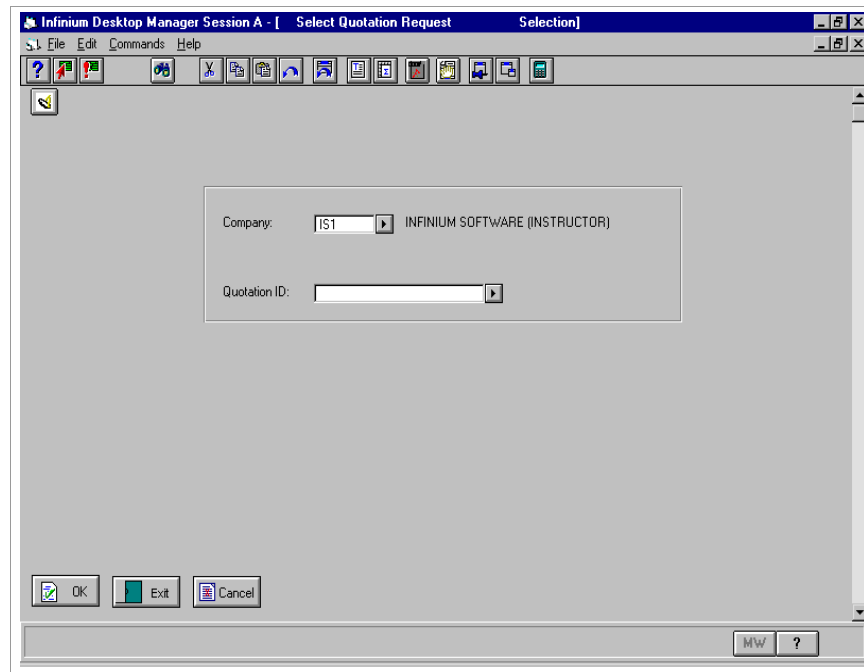 Infinium Desktop Manager Session A - [ Select Quotation Request Selection]
File Edit Commands Help
Company: IS1 INFINIUM SOFTWARE (INSTRUCTOR)
Quotation ID:
OK Exit Cancel
MW ?